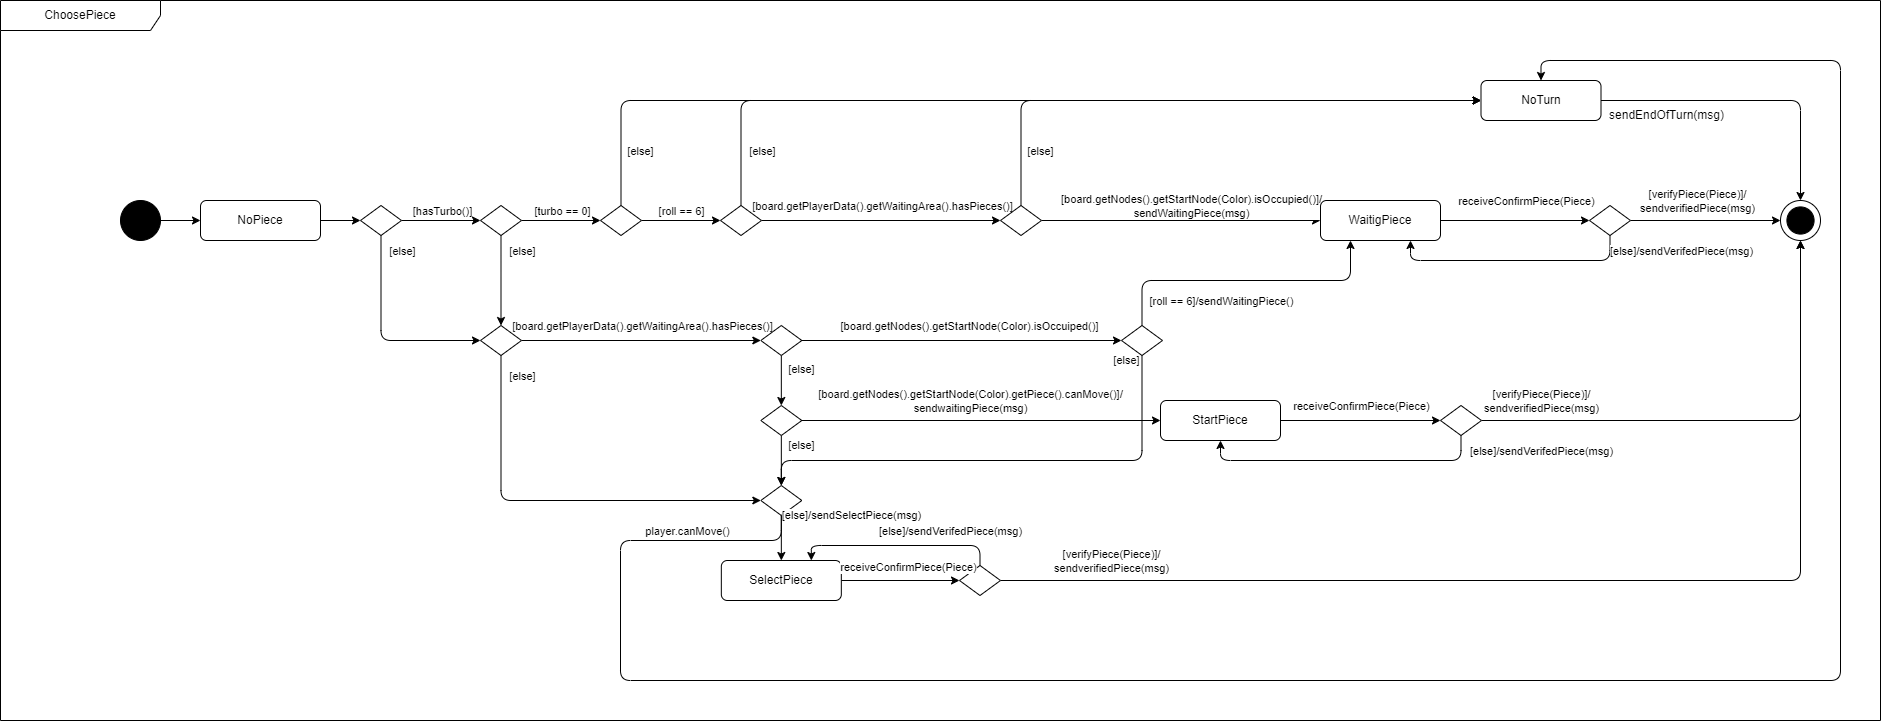 ChoosePiece
NoTurn
sendEndOfTurn(msg)
[else]
[else]
[else]
NoPiece
[hasTurbo()]
[turbo == 0]
[roll == 6]
[board.getPlayerData().getWaitingArea().hasPieces()]
[board.getNodes().getStartNode(Color).isOccupied()]/
sendWaitingPiece(msg)
WaitigPiece
receiveConfirmPiece(Piece)
[verifyPiece(Piece)]/
sendverifiedPiece(msg)
[else]
[else]
[else]/sendVerifedPiece(msg)
[roll == 6]/sendWaitingPiece()
[board.getPlayerData().getWaitingArea().hasPieces()]
[board.getNodes().getStartNode(Color).isOccuiped()]
[else]
[else]
[else]
[board.getNodes().getStartNode(Color).getPiece().canMove()]/
sendwaitingPiece(msg)
StartPiece
receiveConfirmPiece(Piece)
[verifyPiece(Piece)]/
sendverifiedPiece(msg)
[else]
[else]/sendVerifedPiece(msg)
[else]/sendSelectPiece(msg)
player.canMove()
[else]/sendVerifedPiece(msg)
SelectPiece
receiveConfirmPiece(Piece)
[verifyPiece(Piece)]/
sendverifiedPiece(msg)